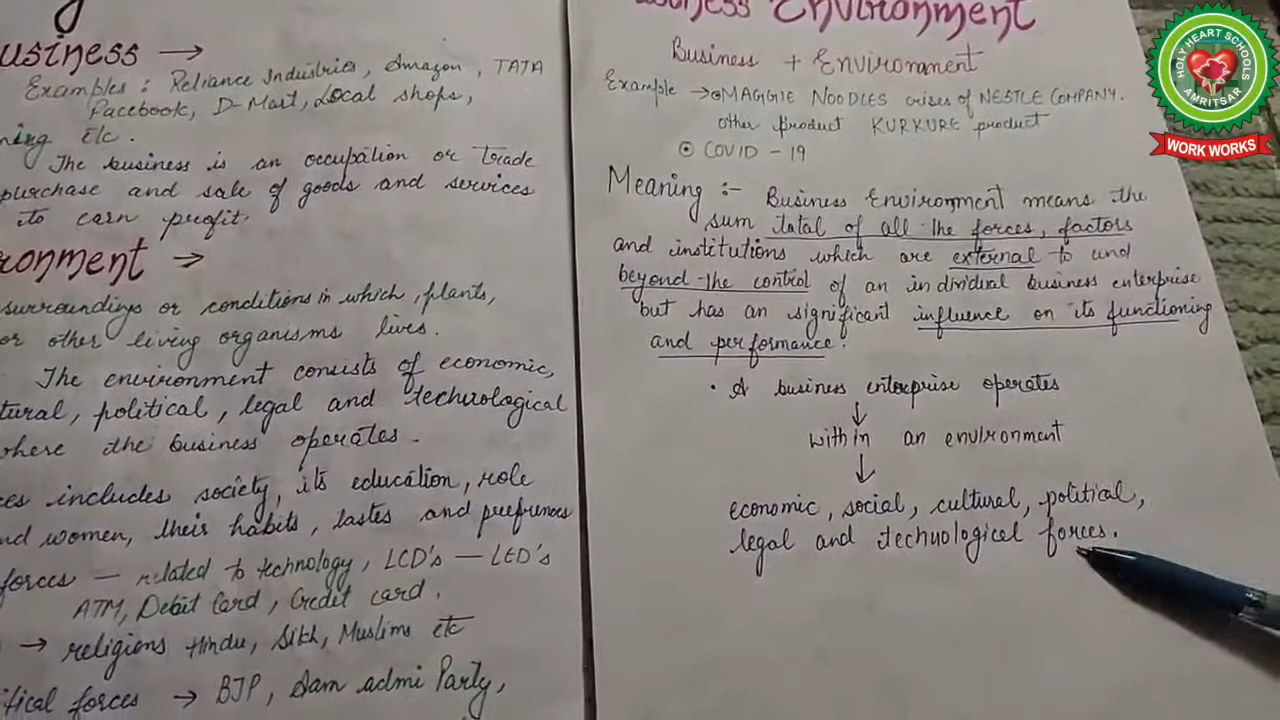 usiness →
Examples : Reliance Industries, Amazon, TATA
Facebook, D-Mart, Local shops,
ning etc.
The business is an occupation or trade
purchase and sale of goods and services
to earn profit.
ronment →
surroundings or conditions in which, plants,
or other living organisms lives.
The environment consists of economic,
tural, political, legal and technological
where the business operates.
ces includes society, its education, role
nd women, their habits, tastes and prefrences
forces — related to technology, LCD's — LED'S
ATM, Debit Card, Credit card.
→ religions Hindu, Sikh, Muslims etc
itical forces → BJP, Aam admi Party,
usiness Environment
Business + Environment
Example → ⊙ MAGGIE NOODLES crises of NESTLE COMPANY.
other product KURKURE product
⊙ COVID - 19
Meaning :- Business Environment means the
sum total of all the forces, factors
and institutions which are external to and
beyond the control of an individual business enterprise
but has an significant influence on its functioning
and performance.
• A business enterprise operates
↓
within an environment
↓
economic, social, cultural, political,
legal and technological forces.
HOLY HEART SCHOOLS
AMRITSAR
WORK WORKS